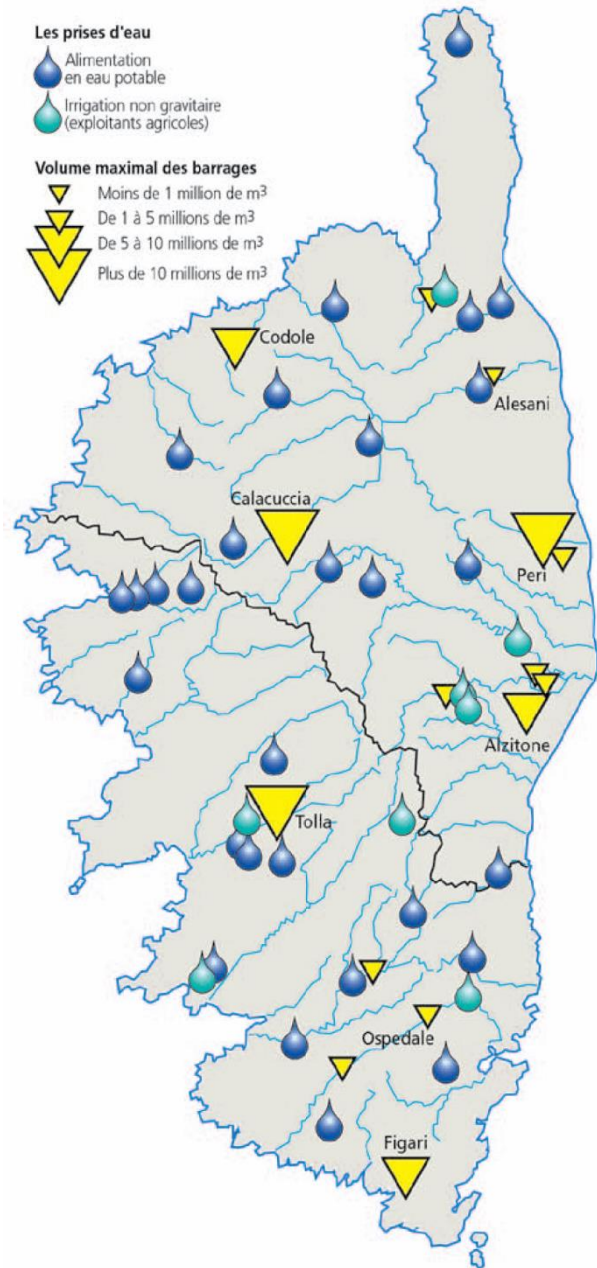 Les prises d'eau
Alimentation
en eau potable
Irrigation non gravitaire
(exploitants agricoles)
Volume maximal des barrages
Moins de 1 million de m³
De 1 à 5 millions de m³
De 5 à 10 millions de m³
Plus de 10 millions de m³
Codole
Alesani
Calacuccia
Peri
Alzitone
Tolla
Ospedale
Figari